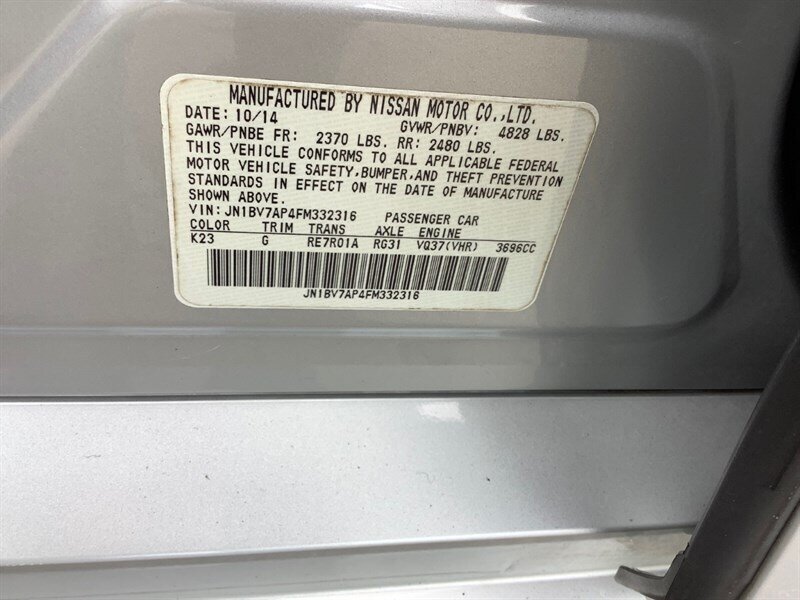 MANUFACTURED BY NISSAN MOTOR CO.,LTD.
DATE: 10/14 GVWR/PNBV: 4828 LBS.
GAWR/PNBE FR: 2370 LBS. RR: 2480 LBS.
THIS VEHICLE CONFORMS TO ALL APPLICABLE FEDERAL
MOTOR VEHICLE SAFETY,BUMPER,AND THEFT PREVENTION
STANDARDS IN EFFECT ON THE DATE OF MANUFACTURE
SHOWN ABOVE.
VIN: JN1BV7AP4FM332316 PASSENGER CAR
COLOR TRIM TRANS AXLE ENGINE
K23 G RE7R01A RG31 VQ37(VHR) 3696CC
JN1BV7AP4FM332316